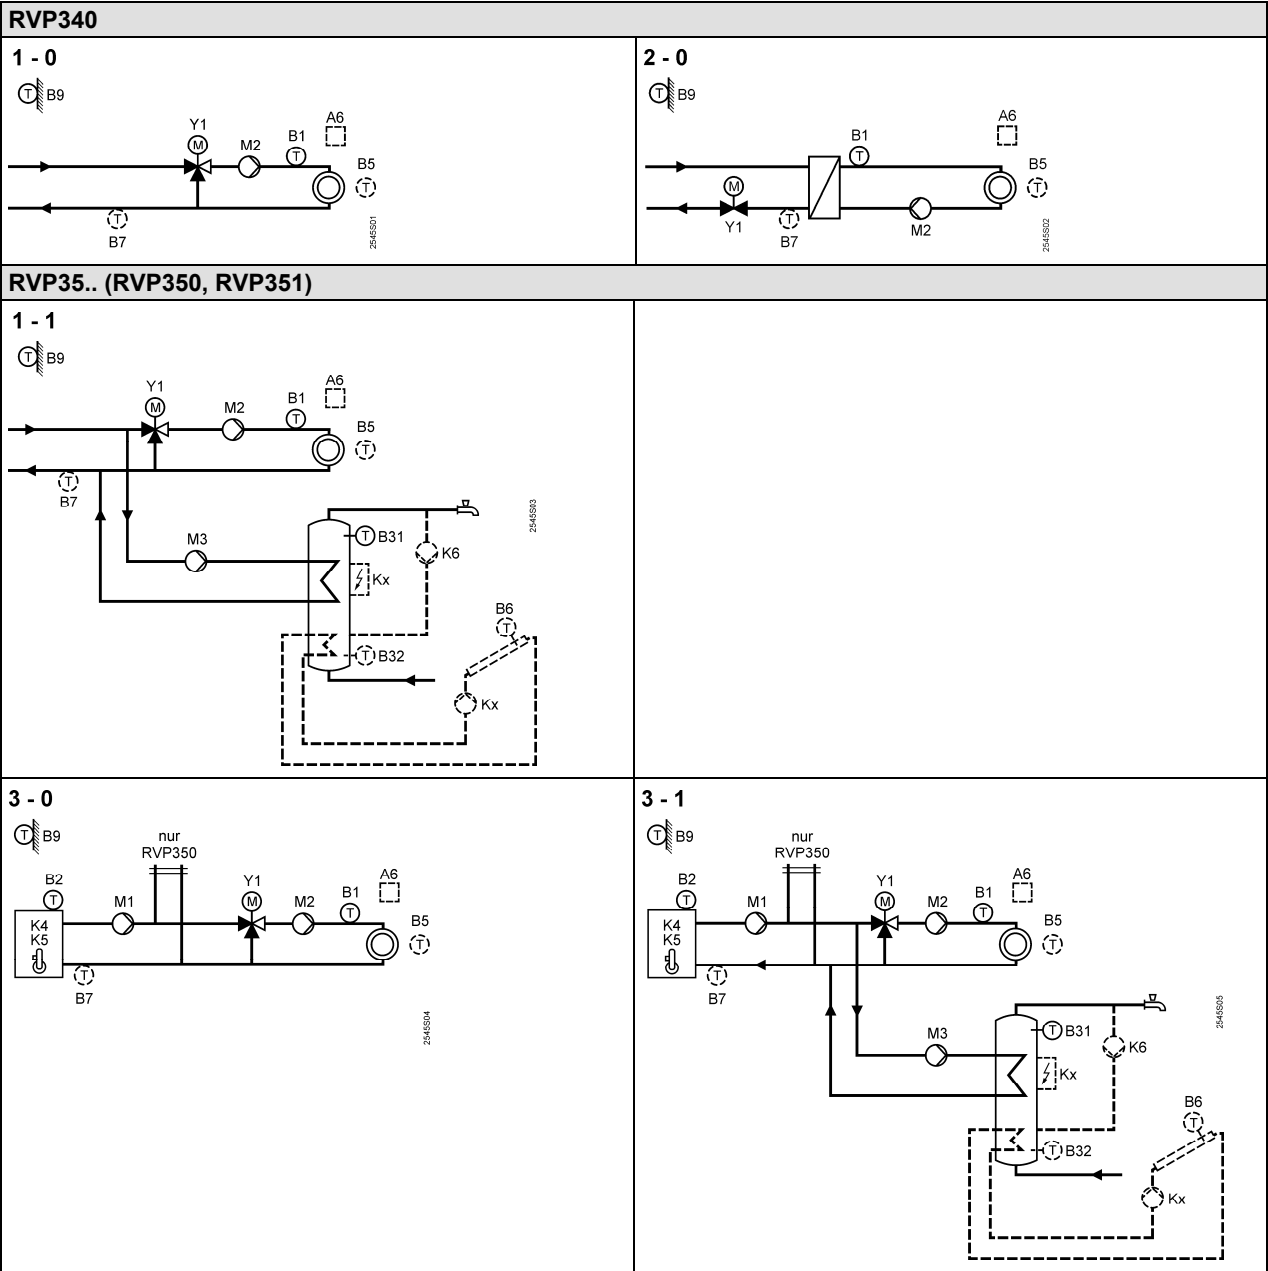 RVP340
1 - 0
T B9
A6
Y1
M
M2
B1
T
B5
T
T
B7
2545S01
2 - 0
T B9
A6
B1
T
B5
T
M
Y1
T
B7
M2
2545S02
RVP35.. (RVP350, RVP351)
1 - 1
T B9
A6
Y1
M
M2
B1
T
B5
T
T
B7
2545S03
M3
T B31
K6
Kx
B6
T
T B32
Kx
3 - 0
T B9
nur
RVP350
A6
B2
T
M1
Y1
M
M2
B1
T
B5
T
K4
K5
T
B7
2545S04
3 - 1
T B9
nur
RVP350
A6
B2
T
M1
Y1
M
M2
B1
T
B5
T
K4
K5
T
B7
2545S05
M3
T B31
K6
Kx
B6
T
T B32
Kx